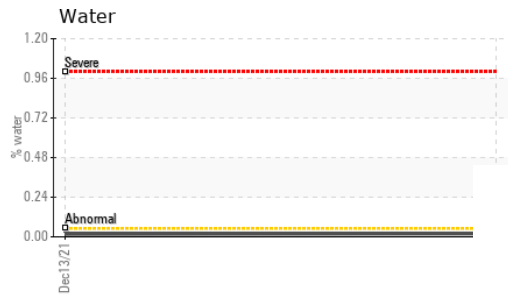 Water
1.20
Severe
0.96
0.72
% water
0.48
0.24
Abnormal
0.00
Dec13/21